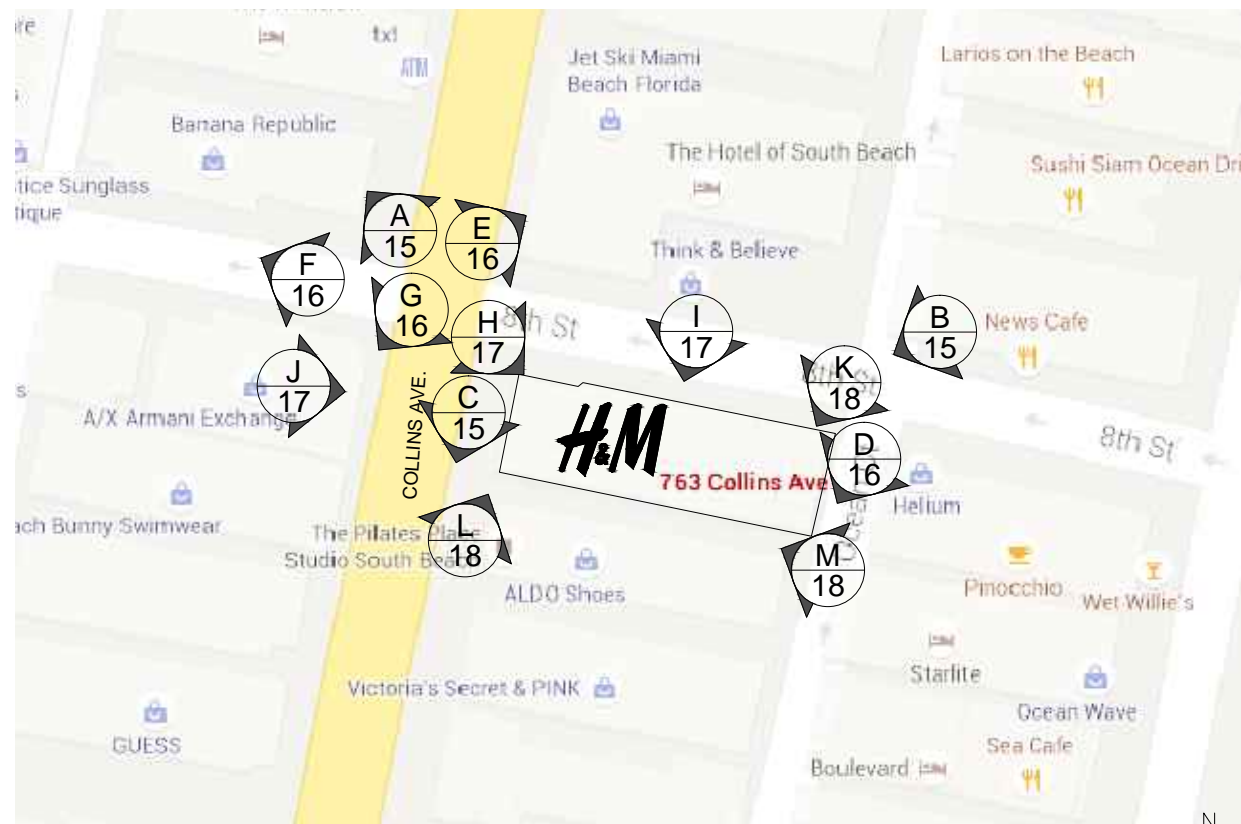 txt
ATM
Jet Ski Miami
Beach Florida
Larios on the Beach
Banana Republic
The Hotel of South Beach
Sushi Siam Ocean Dri
tice Sunglass
tique
A
15
E
16
Think & Believe
F
16
G
16
H
17
8th St
I
17
B
15
News Cafe
J
17
K
18
8th St
A/X Armani Exchange
COLLINS AVE.
C
15
H&M
763 Collins Ave
D
16
8th St
Helium
ach Bunny Swimwear
The Pilates Place
Studio South Beach
L
18
M
18
ALDO Shoes
Pinocchio
Wet Willie's
Starlite
Victoria's Secret & PINK
Ocean Wave
GUESS
Sea Cafe
Boulevard
N